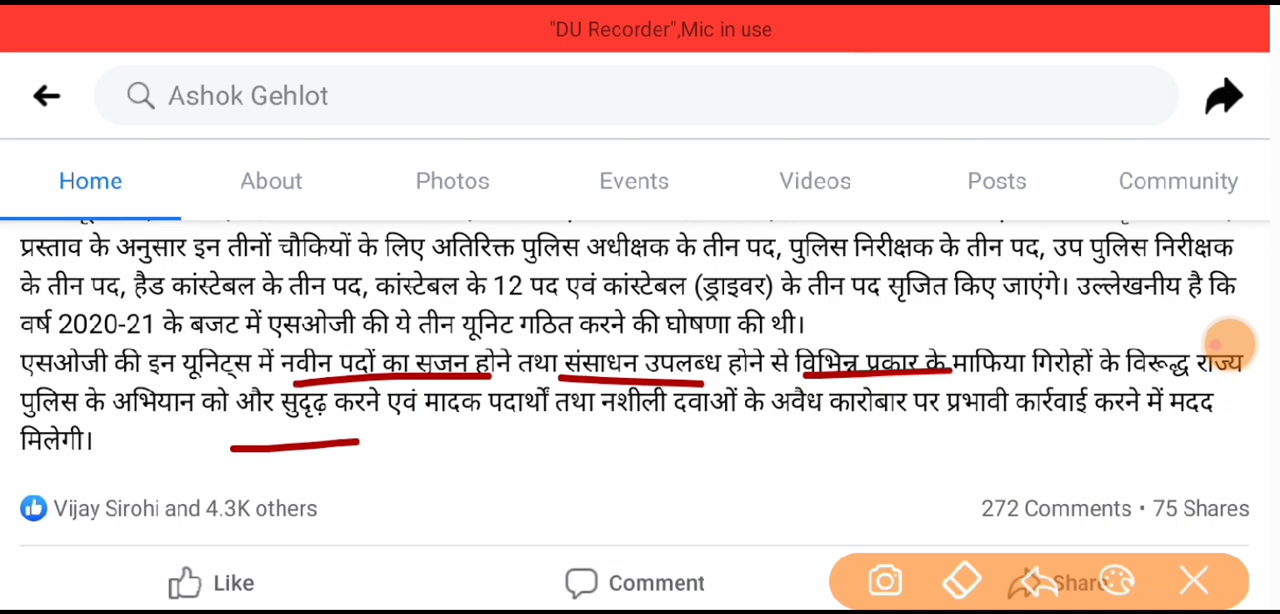 "DU Recorder",Mic in use
Ashok Gehlot
Home About Photos Events Videos Posts Community
प्रस्ताव के अनुसार इन तीनों चौकियों के लिए अतिरिक्त पुलिस अधीक्षक के तीन पद, पुलिस निरीक्षक के तीन पद, उप पुलिस निरीक्षक
के तीन पद, हैड कांस्टेबल के तीन पद, कांस्टेबल के 12 पद एवं कांस्टेबल (ड्राइवर) के तीन पद सृजित किए जाएंगे। उल्लेखनीय है कि
वर्ष 2020-21 के बजट में एसओजी की ये तीन यूनिट गठित करने की घोषणा की थी।
एसओजी की इन यूनिट्स में नवीन पदों का सृजन होने तथा संसाधन उपलब्ध होने से विभिन्न प्रकार के माफिया गिरोहों के विरूद्ध राज्य
पुलिस के अभियान को और सुदृढ़ करने एवं मादक पदार्थों तथा नशीली दवाओं के अवैध कारोबार पर प्रभावी कार्रवाई करने में मदद
मिलेगी।
Vijay Sirohi and 4.3K others 272 Comments • 75 Shares
Like Comment Share